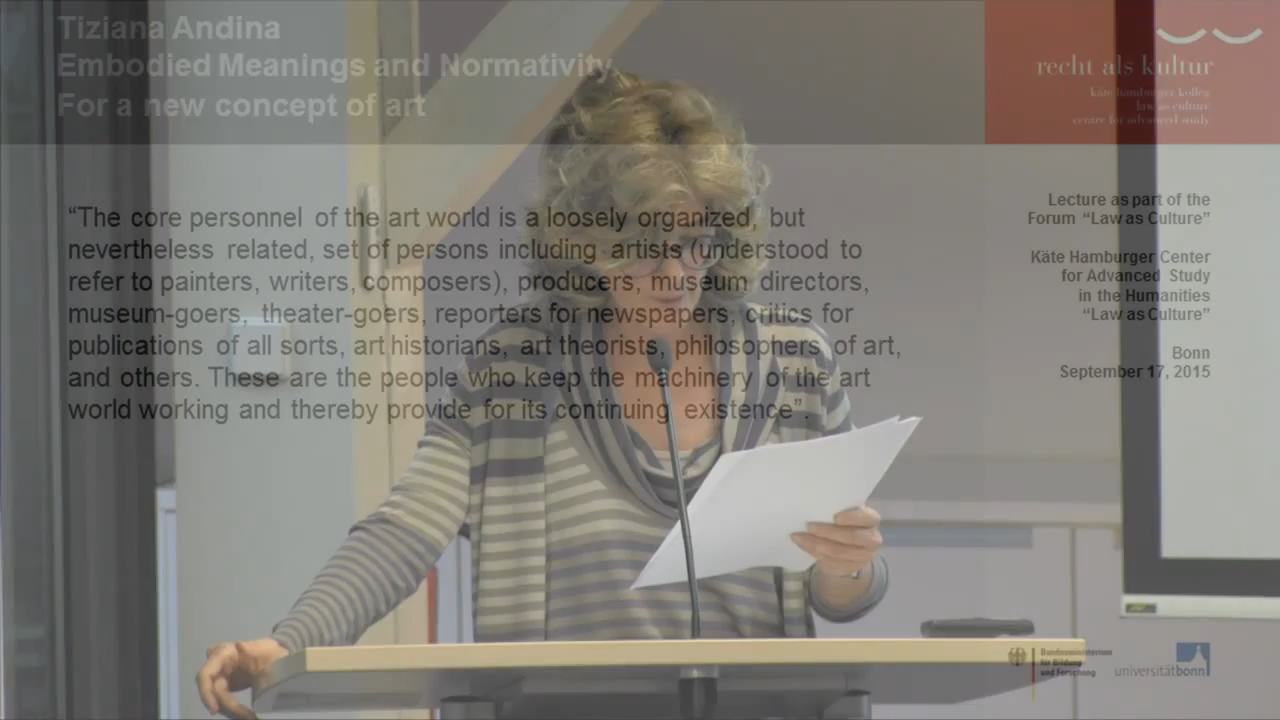 Tiziana Andina
Embodied Meanings and Normativity
For a new concept of art
recht als kultur
käte hamburger kolleg
law as culture
centre for advanced study
“The core personnel of the art world is a loosely organized, but
nevertheless related, set of persons including artists (understood to
refer to painters, writers, composers), producers, museum directors,
museum-goers, theater-goers, reporters for newspapers, critics for
publications of all sorts, art historians, art theorists, philosophers of art,
and others. These are the people who keep the machinery of the art
world working and thereby provide for its continuing existence”.
Lecture as part of the
Forum “Law as Culture”
Käte Hamburger Center
for Advanced Study
in the Humanities
“Law as Culture”
Bonn
September 17, 2015
Bundesministerium
für Bildung
und Forschung
universitätbonn